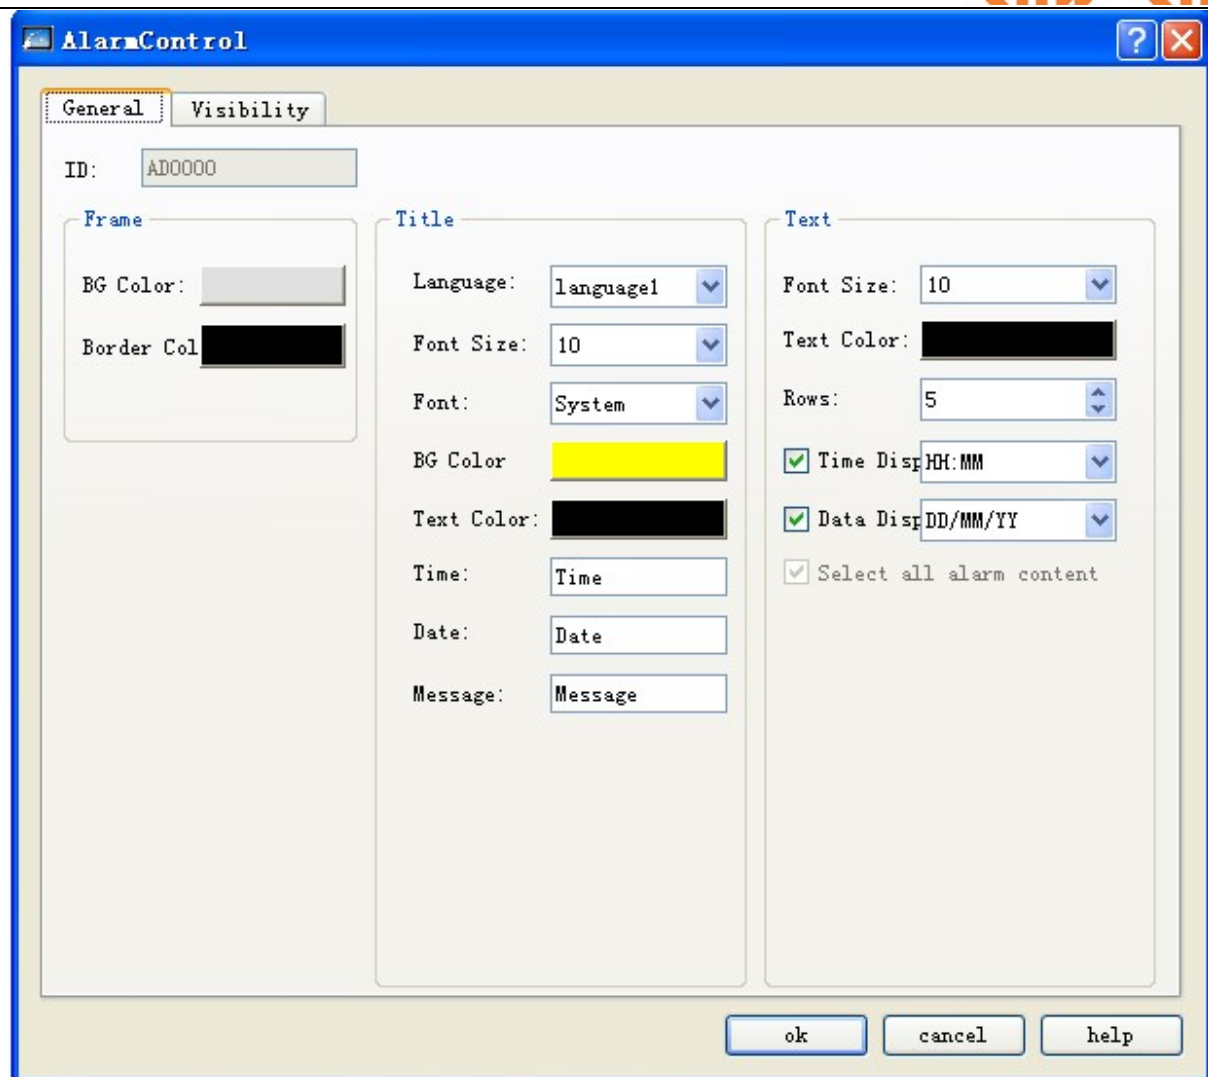 AlarmControl
General Visibility
ID: AD0000
Frame
BG Color:
Border Col
Title
Language: language1
Font Size: 10
Font: System
BG Color
Text Color:
Time: Time
Date: Date
Message: Message
Text
Font Size: 10
Text Color:
Rows: 5
Time Disp HH:MM
Data Disp DD/MM/YY
Select all alarm content
ok cancel help